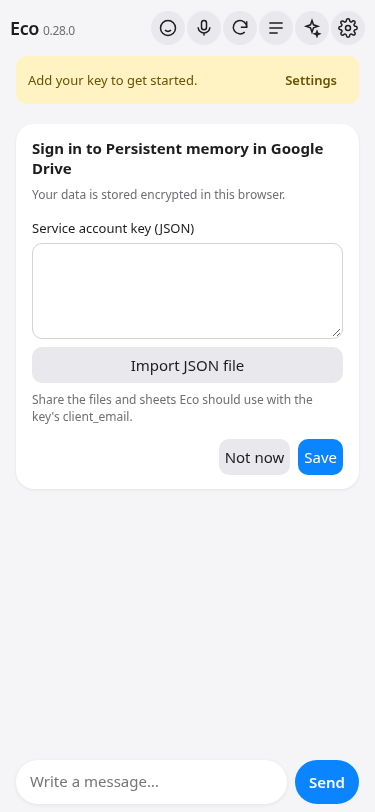 Eco 0.28.0
Add your key to get started. Settings
Sign in to Persistent memory in Google
Drive
Your data is stored encrypted in this browser.
Service account key (JSON)
Import JSON file
Share the files and sheets Eco should use with the
key's client_email.
Not now Save
Write a message... Send